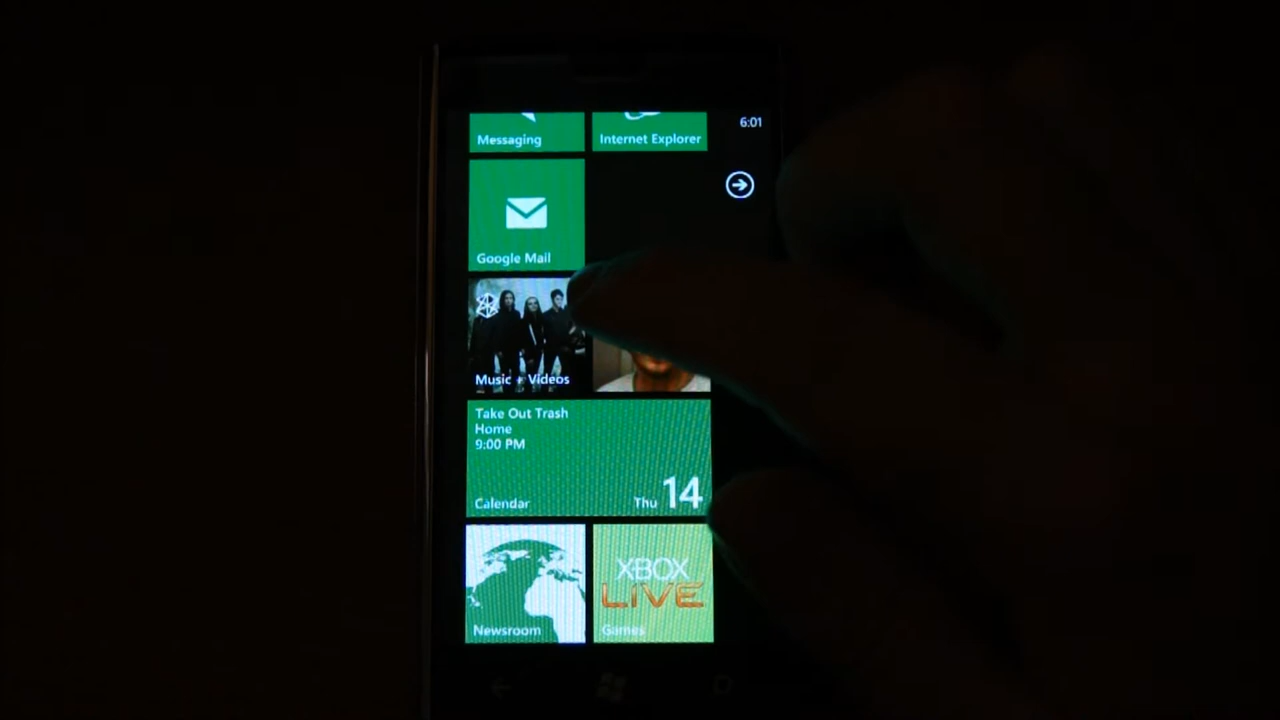 Messaging
Internet Explorer
6:01
Google Mail
Music + Videos
Take Out Trash
Home
9:00 PM
Calendar
Thu 14
XBOX
LIVE
Newsroom
Games